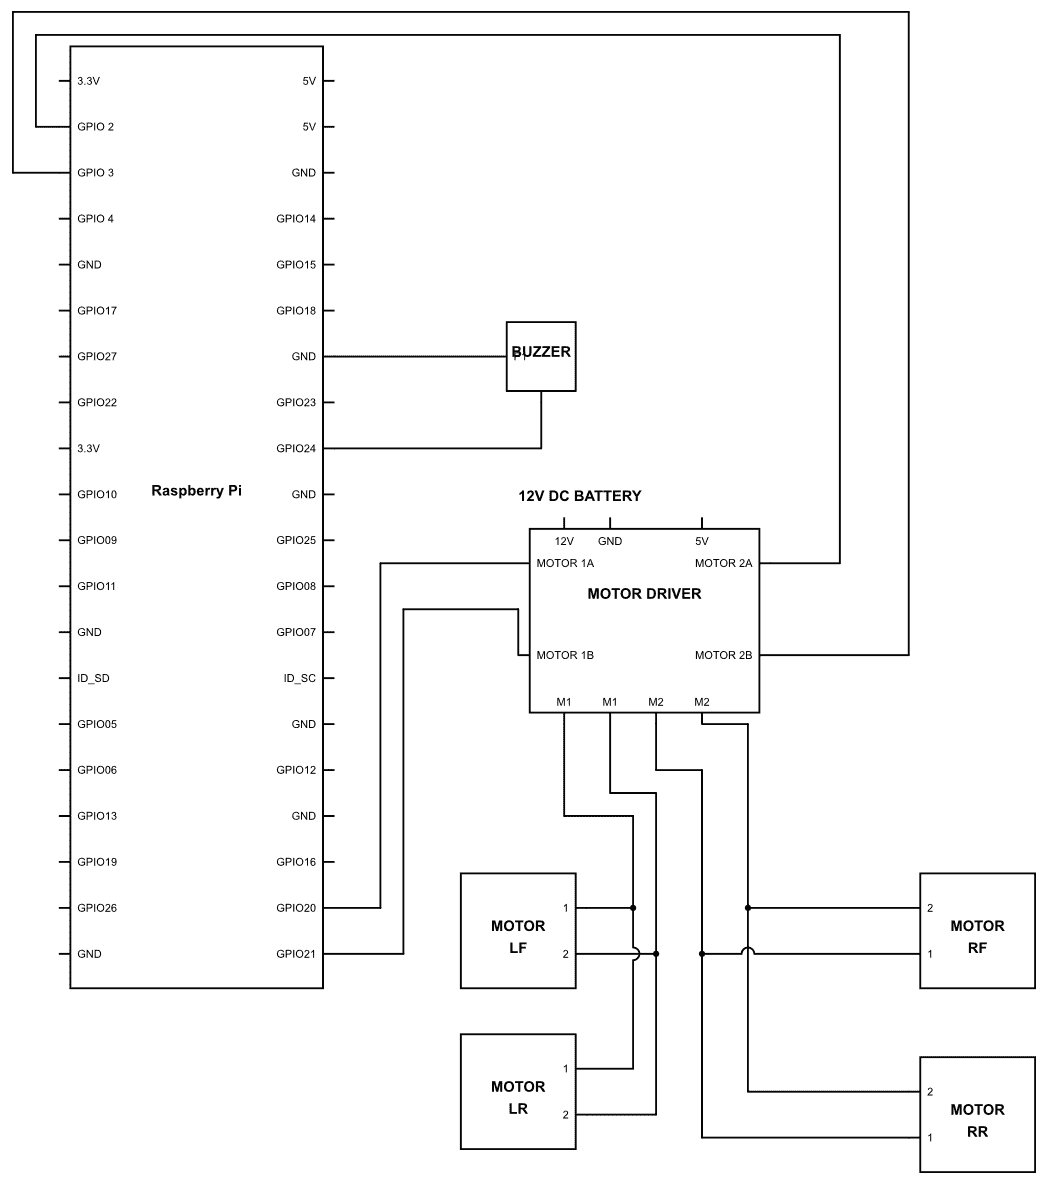 3.3V
5V
GPIO 2
5V
GPIO 3
GND
GPIO 4
GPIO14
GND
GPIO15
GPIO17
GPIO18
GPIO27
GND
BUZZER
GPIO22
GPIO23
3.3V
GPIO24
Raspberry Pi
GPIO10
GND
12V DC BATTERY
GPIO09
GPIO25
12V
GND
5V
MOTOR 1A
MOTOR 2A
GPIO11
GPIO08
MOTOR DRIVER
GND
GPIO07
MOTOR 1B
MOTOR 2B
ID_SD
ID_SC
M1
M1
M2
M2
GPIO05
GND
GPIO06
GPIO12
GPIO13
GND
GPIO19
GPIO16
GPIO26
GPIO20
GND
GPIO21
MOTOR
LF
1
2
MOTOR
RF
2
1
MOTOR
LR
1
2
MOTOR
RR
2
1